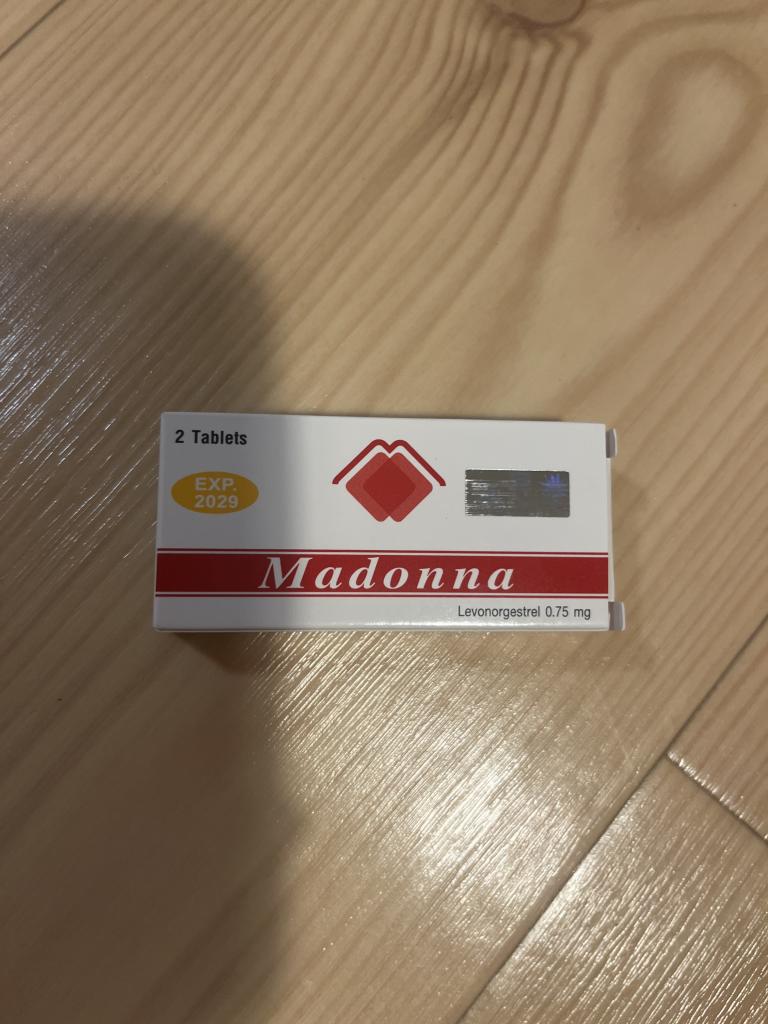 2 Tablets
EXP.
2029
Madonna
Levonorgestrel 0.75 mg